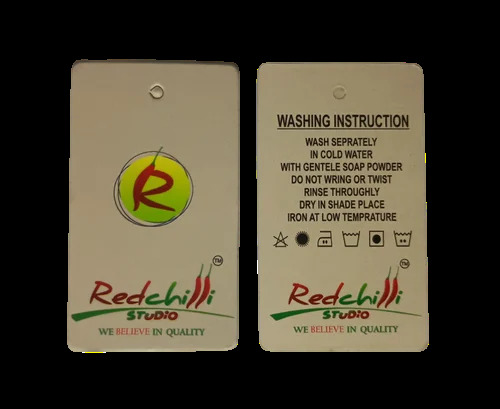 R
Redchilli
TM
STUDIO
WE BELIEVE IN QUALITY
WASHING INSTRUCTION
WASH SEPRATELY
IN COLD WATER
WITH GENTELE SOAP POWDER
DO NOT WRING OR TWIST
RINSE THROUGHLY
DRY IN SHADE PLACE
IRON AT LOW TEMPRATURE
Redchilli
TM
STUDIO
WE BELIEVE IN QUALITY